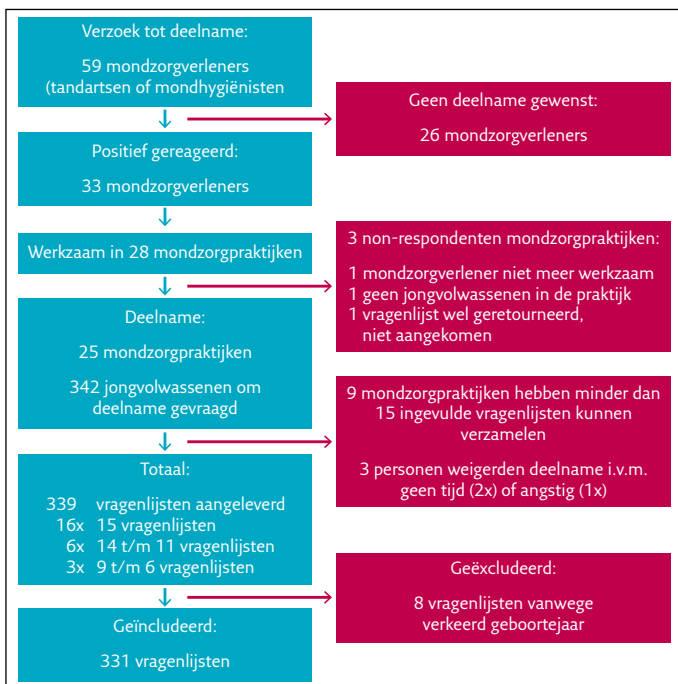 Verzoek tot deelname:
59 mondzorgverleners
(tandartsen of mondhygiënisten
Geen deelname gewenst:
26 mondzorgverleners
Positief gereageerd:
33 mondzorgverleners
Werkzaam in 28 mondzorgpraktijken
3 non-respondenten mondzorgpraktijken:
1 mondzorgverlener niet meer werkzaam
1 geen jongvolwassenen in de praktijk
1 vragenlijst wel geretourneerd,
niet aangekomen
Deelname:
25 mondzorgpraktijken
342 jongvolwassenen om
deelname gevraagd
9 mondzorgpraktijken hebben minder dan
15 ingevulde vragenlijsten kunnen
verzamelen
3 personen weigerden deelname i.v.m.
geen tijd (2x) of angstig (1x)
Totaal:
339 vragenlijsten aangeleverd
16x 15 vragenlijsten
6x 14 t/m 11 vragenlijsten
3x 9 t/m 6 vragenlijsten
Geëxcludeerd:
8 vragenlijsten vanwege
verkeerd geboortejaar
Geïncludeerd:
331 vragenlijsten